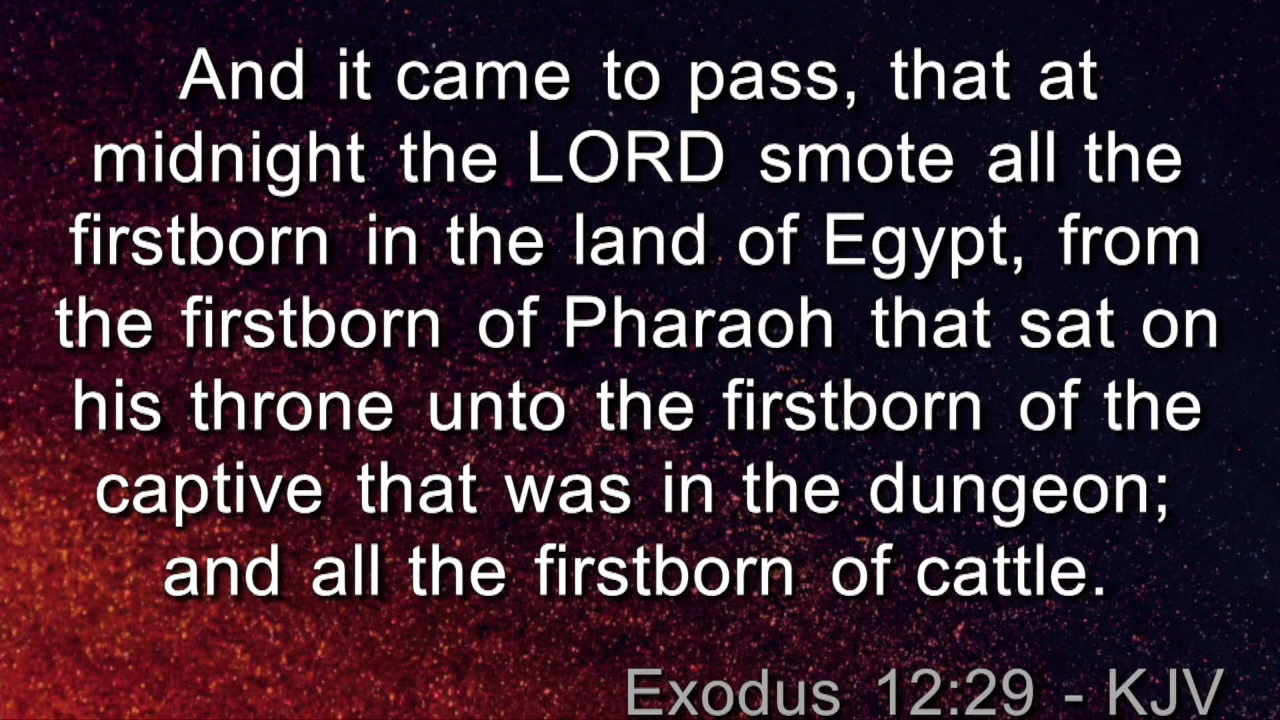 And it came to pass, that at
midnight the LORD smote all the
firstborn in the land of Egypt, from
the firstborn of Pharaoh that sat on
his throne unto the firstborn of the
captive that was in the dungeon;
and all the firstborn of cattle.
Exodus 12:29 - KJV